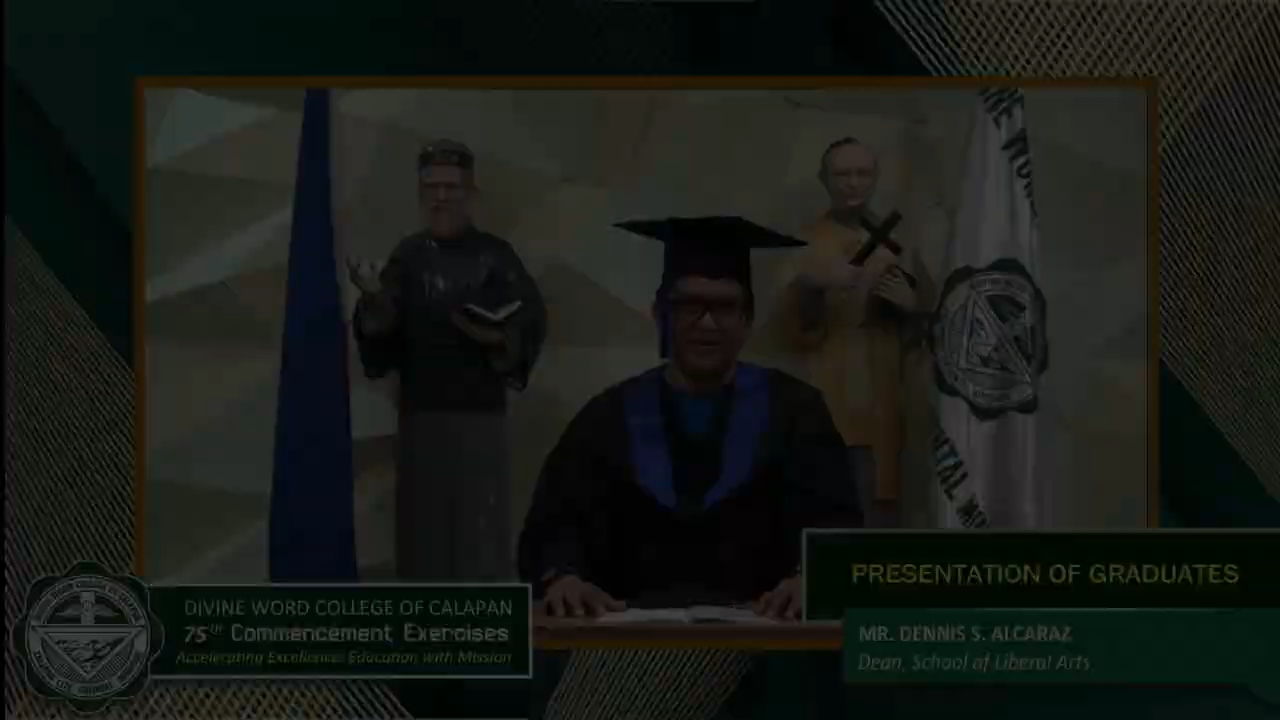 DIVINE WORD COLLEGE OF CALAPAN
75TH Commencement Exercises
Accelerating Excellence: Education with Mission
PRESENTATION OF GRADUATES
MR. DENNIS S. ALCARAZ
Dean, School of Liberal Arts